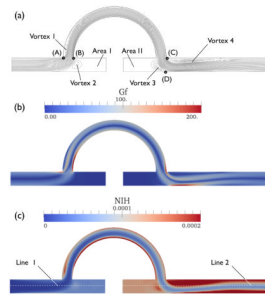 (a)
Vortex 1
(A) (B) Area I Area II (C) Vortex 4
Vortex 2 Vortex 3 (D)
Gf
0.00 100. 200.
(b)
NIH
0.0 0.0001 0.0002
(c)
Line 1 Line 2